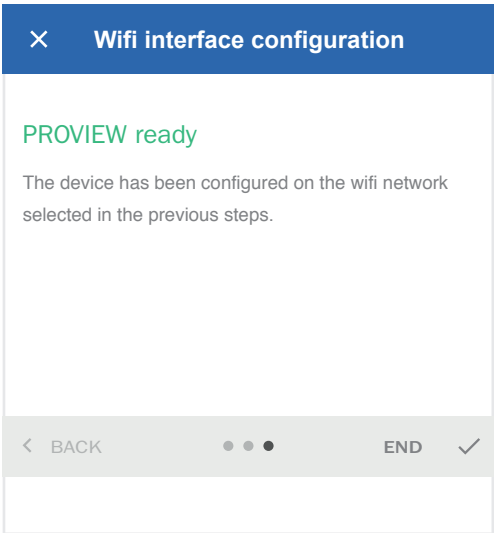 Wifi interface configuration
PROVIEW ready
The device has been configured on the wifi network
selected in the previous steps.
BACK
END